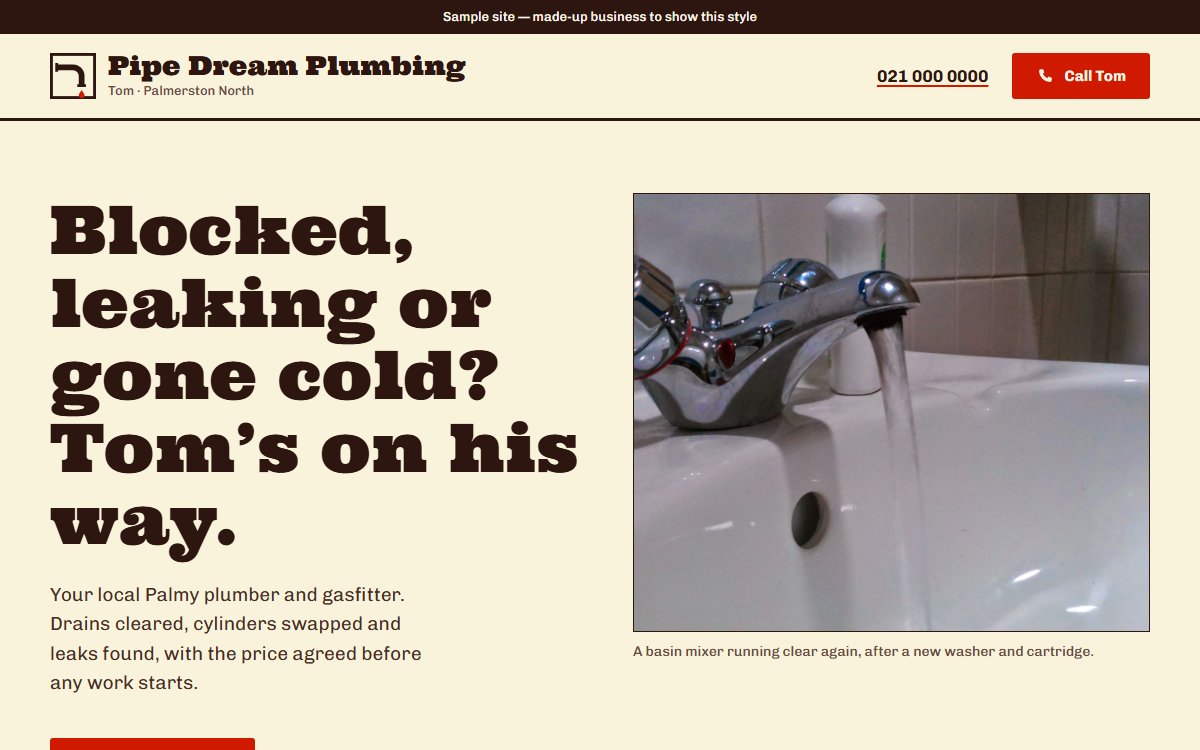 Sample site — made-up business to show this style
Pipe Dream Plumbing
Tom · Palmerston North
021 000 0000
Call Tom
Blocked,
leaking or
gone cold?
Tom’s on his
way.
Your local Palmy plumber and gasfitter.
Drains cleared, cylinders swapped and
leaks found, with the price agreed before
any work starts.
A basin mixer running clear again, after a new washer and cartridge.